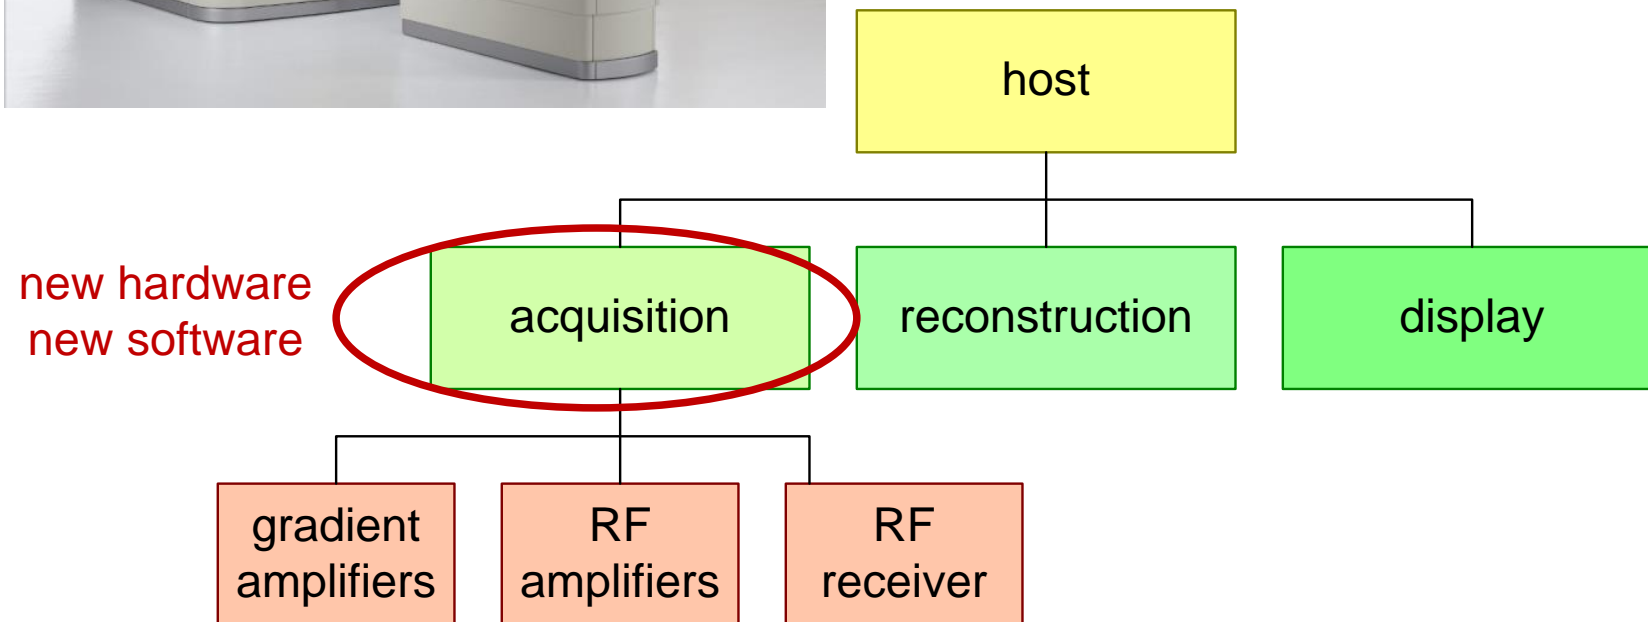 host
new hardware
new software
acquisition
reconstruction
display
gradient
amplifiers
RF
amplifiers
RF
receiver